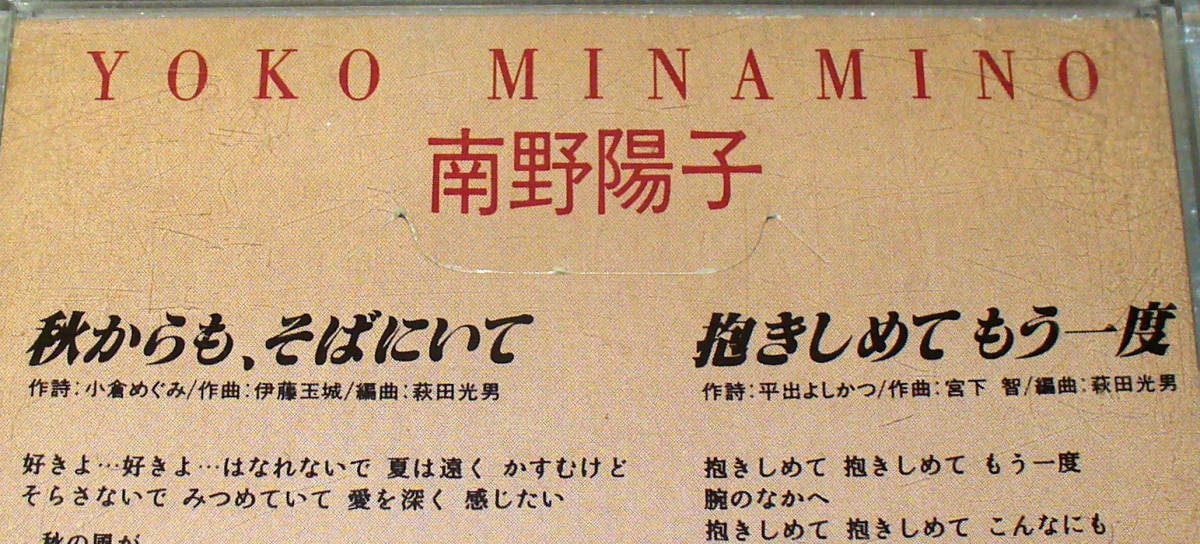 YOKO MINAMINO
南野陽子
秋からも、そばにいて
作詩:小倉めぐみ/作曲:伊藤玉城/編曲:萩田光男
好きよ…好きよ…はなれないで 夏は遠く かすむけど
そらさないで みつめていて 愛を深く 感じたい
秋の風が
抱きしめて もう一度
作詩:平出よしかつ/作曲:宮下 智/編曲:萩田光男
抱きしめて 抱きしめて もう一度
腕のなかへ
抱きしめて 抱きしめて こんなにも